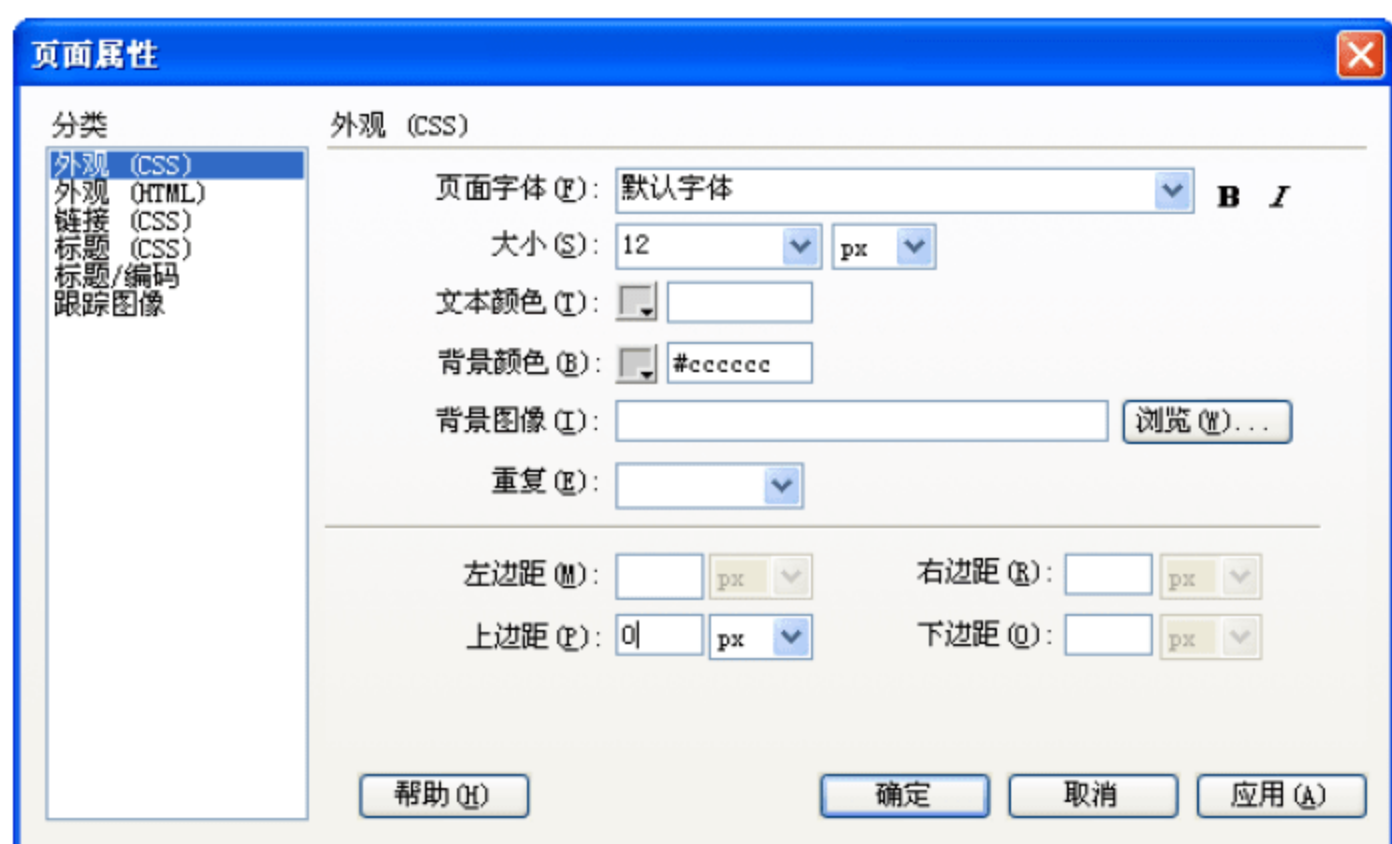 页面属性
分类
外观 (CSS)
外观 (HTML)
链接 (CSS)
标题 (CSS)
标题/编码
跟踪图像
外观 (CSS)
页面字体(F): 默认字体 B I
大小(S): 12 px
文本颜色(T):
背景颜色(B): #cccccc
背景图像(I): 浏览(W)...
重复(E):
左边距(M): px 右边距(R): px
上边距(P): 0 px 下边距(O): px
帮助(H) 确定 取消 应用(A)